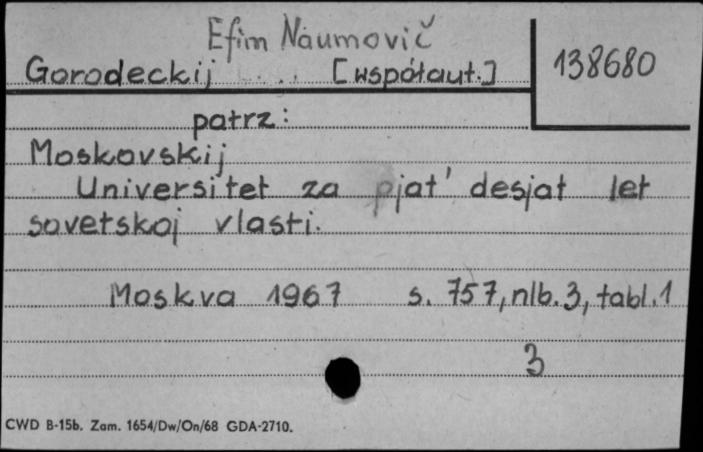 Efim Naumovič
Gorodeckij [współaut.]
138680
patrz:
Moskovskij
Universitet za pjat' desjat let
sovetskoj vlasti.
Moskva 1967 s. 757, nlb. 3, tabl. 1
3
CWD B-15b. Zam. 1654/Dw/On/68 GDA-2710.